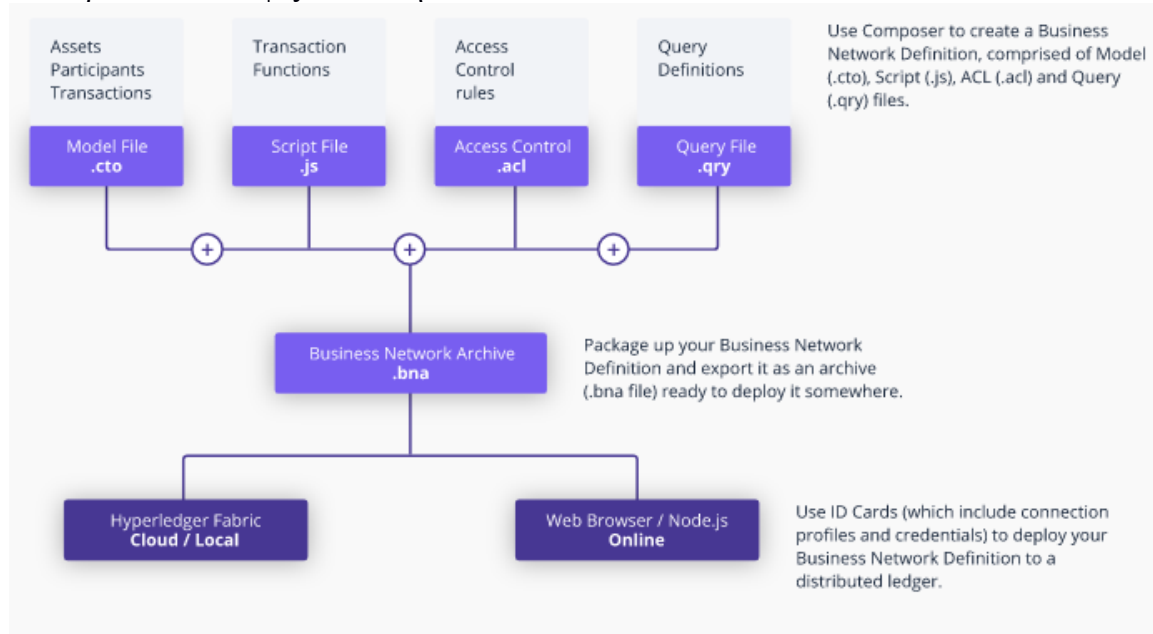 Assets
Participants
Transactions
Transaction
Functions
Access
Control
rules
Query
Definitions
Use Composer to create a Business
Network Definition, comprised of Model
(.cto), Script (.js), ACL (.acl) and Query
(.qry) files.
Model File
.cto
Script File
.js
Access Control
.acl
Query File
.qry
+
+
+
Business Network Archive
.bna
Package up your Business Network
Definition and export it as an archive
(.bna file) ready to deploy it somewhere.
Hyperledger Fabric
Cloud / Local
Web Browser / Node.js
Online
Use ID Cards (which include connection
profiles and credentials) to deploy your
Business Network Definition to a
distributed ledger.